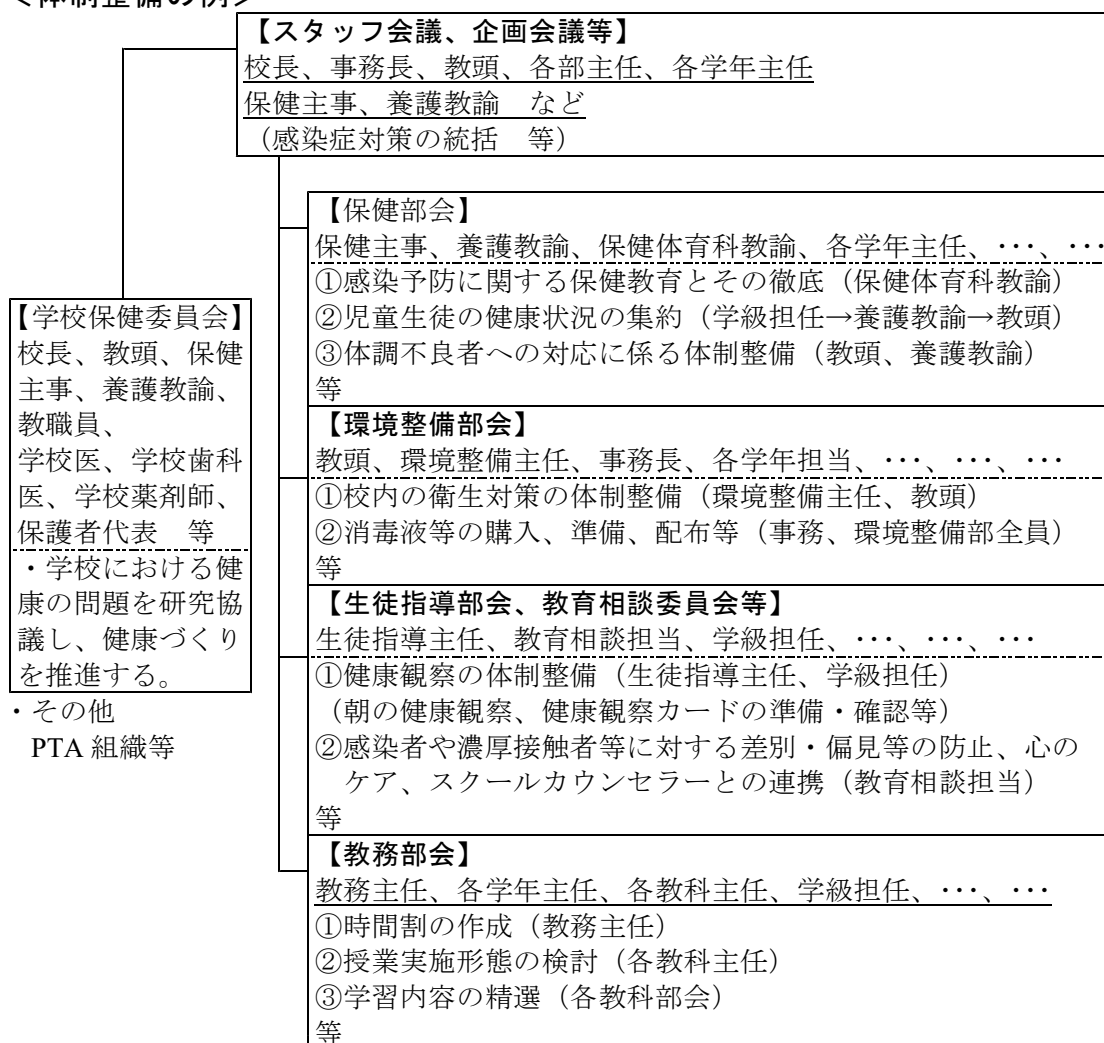 ＜体制整備の例＞
【スタッフ会議、企画会議等】
校長、事務長、教頭、各部主任、各学年主任
保健主事、養護教諭　など
（感染症対策の統括　等）
【保健部会】
保健主事、養護教諭、保健体育科教諭、各学年主任、･･･、･･･
①感染予防に関する保健教育とその徹底（保健体育科教諭）
②児童生徒の健康状況の集約（学級担任→養護教諭→教頭）
③体調不良者への対応に係る体制整備（教頭、養護教諭）
等
【環境整備部会】
教頭、環境整備主任、事務長、各学年担当、･･･、･･･、･･･
①校内の衛生対策の体制整備（環境整備主任、教頭）
②消毒液等の購入、準備、配布等（事務、環境整備部全員）
等
【生徒指導部会、教育相談委員会等】
生徒指導主任、教育相談担当、学級担任、･･･、･･･、･･･
①健康観察の体制整備（生徒指導主任、学級担任）
（朝の健康観察、健康観察カードの準備・確認等）
②感染者や濃厚接触者等に対する差別・偏見等の防止、心の
ケア、スクールカウンセラーとの連携（教育相談担当）
等
【教務部会】
教務主任、各学年主任、各教科主任、学級担任、･･･、･･･
①時間割の作成（教務主任）
②授業実施形態の検討（各教科主任）
③学習内容の精選（各教科部会）
等
【学校保健委員会】
校長、教頭、保健
主事、養護教諭、
教職員、
学校医、学校歯科
医、学校薬剤師、
保護者代表　等
・学校における健
康の問題を研究協
議し、健康づくり
を推進する。
・その他
PTA 組織等